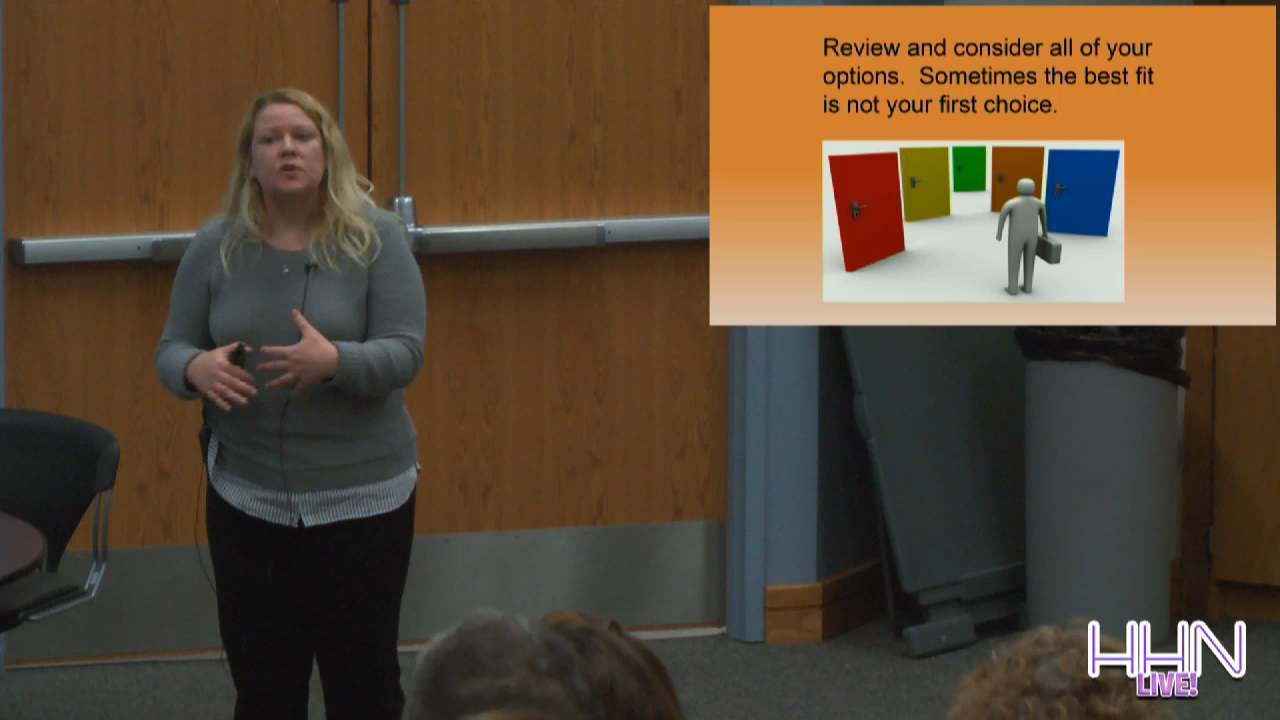 Review and consider all of your
options.  Sometimes the best fit
is not your first choice.
HHN
LIVE!